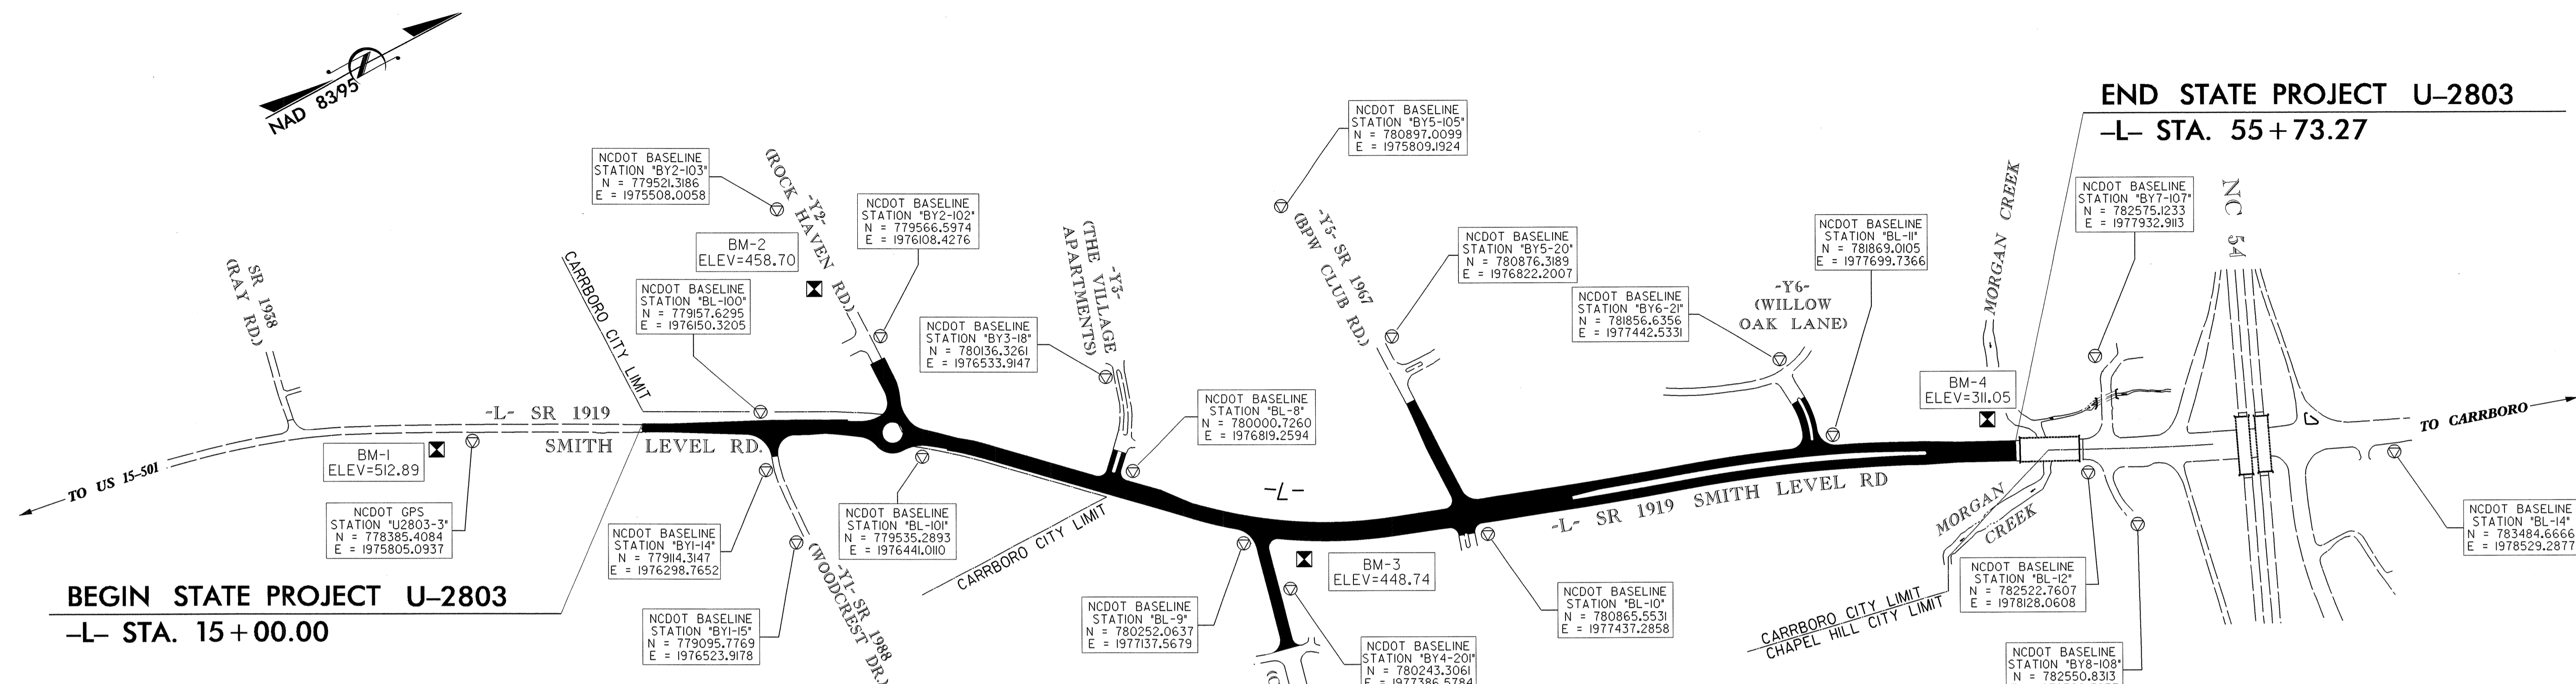 NAD 83/95
END STATE PROJECT U-2803
-L- STA. 55+73.27
BEGIN STATE PROJECT U-2803
-L- STA. 15+00.00
TO US 15-501
SR 1938
(RAY RD.)
BM-1
ELEV=512.89
NCDOT GPS
STATION "U2803-3"
N = 778385.4084
E = 1975805.0937
-L- SR 1919
SMITH LEVEL RD.
CARRBORO CITY LIMIT
NCDOT BASELINE
STATION "BY2-103"
N = 779521.3186
E = 1975508.0058
BM-2
ELEV=458.70
NCDOT BASELINE
STATION "BL-100"
N = 779157.6295
E = 1976150.3205
-Y2-
(ROCK HAVEN RD.)
NCDOT BASELINE
STATION "BY2-102"
N = 779566.5974
E = 1976108.4276
NCDOT BASELINE
STATION "BY1-14"
N = 779114.3147
E = 1976298.7652
NCDOT BASELINE
STATION "BY1-15"
N = 779095.7769
E = 1976523.9178
-Y1- SR 1988
(WOODCREST DR.)
NCDOT BASELINE
STATION "BL-101"
N = 779535.2893
E = 1976441.0110
NCDOT BASELINE
STATION "BY3-18"
N = 780136.3261
E = 1976533.9147
-Y3-
(THE VILLAGE
APARTMENTS)
CARRBORO CITY LIMIT
NCDOT BASELINE
STATION "BL-8"
N = 780000.7260
E = 1976819.2594
NCDOT BASELINE
STATION "BL-9"
N = 780252.0637
E = 1977137.5679
-L-
BM-3
ELEV=448.74
NCDOT BASELINE
STATION "BY4-201"
N = 780243.3061
E = 1977386.5784
NCDOT BASELINE
STATION "BY5-105"
N = 780897.0099
E = 1975809.1924
-Y5- SR 1967
(BPW CLUB RD.)
NCDOT BASELINE
STATION "BY5-20"
N = 780876.3189
E = 1976822.2007
NCDOT BASELINE
STATION "BL-10"
N = 780865.5531
E = 1977437.2858
-L- SR 1919 SMITH LEVEL RD
NCDOT BASELINE
STATION "BY6-21"
N = 781856.6356
E = 1977442.5331
-Y6-
(WILLOW
OAK LANE)
NCDOT BASELINE
STATION "BL-11"
N = 781869.0105
E = 1977699.7366
BM-4
ELEV=311.05
MORGAN CREEK
MORGAN
CREEK
CARRBORO CITY LIMIT
CHAPEL HILL CITY LIMIT
NCDOT BASELINE
STATION "BY7-107"
N = 782575.1233
E = 1977932.9113
NC 54
NCDOT BASELINE
STATION "BL-12"
N = 782522.7607
E = 1978128.0608
NCDOT BASELINE
STATION "BY8-108"
N = 782550.8313
TO CARRBORO
NCDOT BASELINE
STATION "BL-14"
N = 783484.6666
E = 1978529.2877